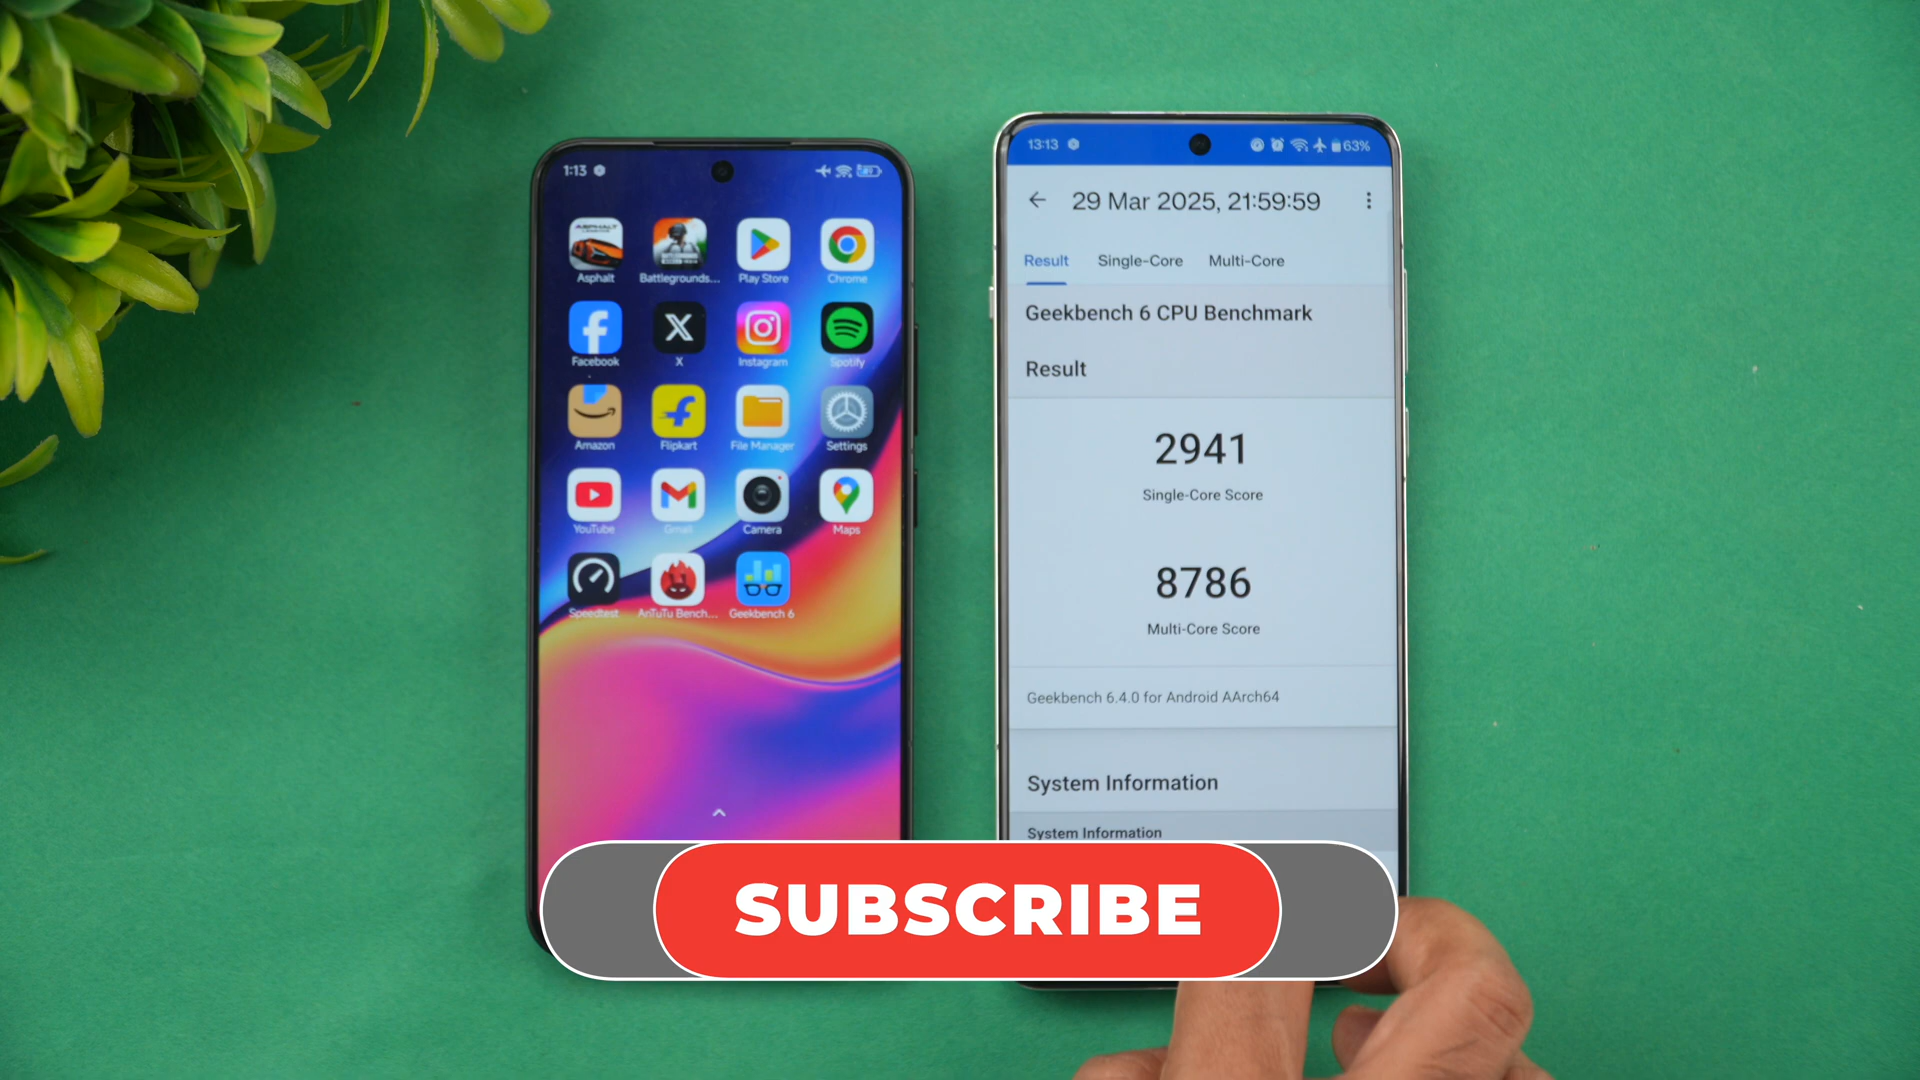 1:13
Asphalt
Battlegrounds...
Play Store
Chrome
Facebook
X
Instagram
Spotify
Amazon
Flipkart
File Manager
Settings
YouTube
Gmail
Camera
Maps
Speedtest
AnTuTu Bench...
Geekbench 6
13:13
63%
29 Mar 2025, 21:59:59
Result
Single-Core
Multi-Core
Geekbench 6 CPU Benchmark
Result
2941
Single-Core Score
8786
Multi-Core Score
Geekbench 6.4.0 for Android AArch64
System Information
System Information
SUBSCRIBE